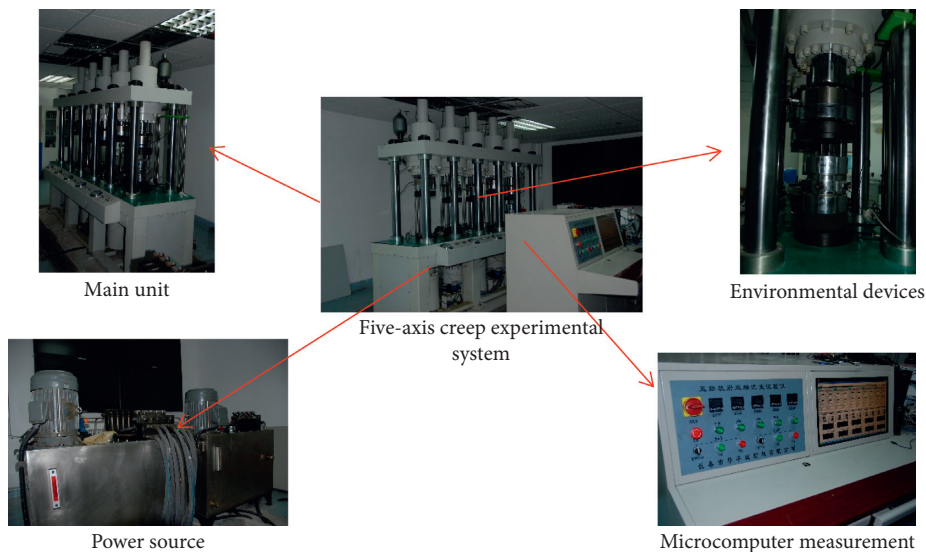 Main unit
Five-axis creep experimental
system
Environmental devices
Power source
Microcomputer measurement